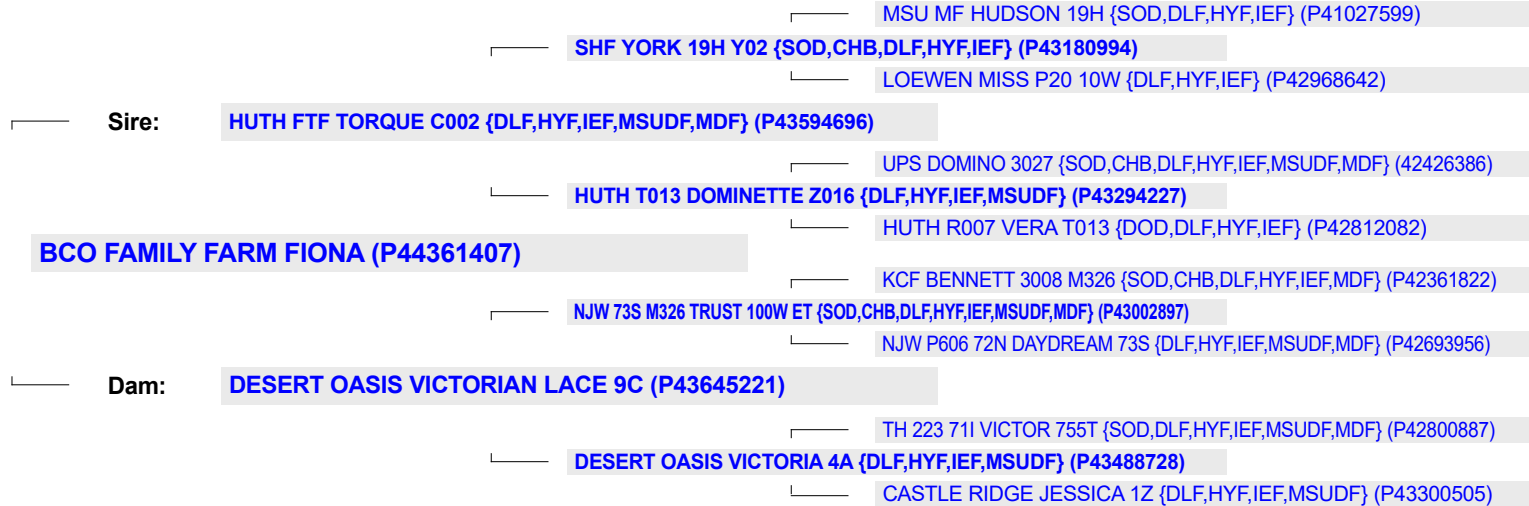 MSU MF HUDSON 19H {SOD,DLF,HYF,IEF} (P41027599)
SHF YORK 19H Y02 {SOD,CHB,DLF,HYF,IEF} (P43180994)
LOEWEN MISS P20 10W {DLF,HYF,IEF} (P42968642)
Sire: HUTH FTF TORQUE C002 {DLF,HYF,IEF,MSUDF,MDF} (P43594696)
UPS DOMINO 3027 {SOD,CHB,DLF,HYF,IEF,MSUDF,MDF} (42426386)
HUTH T013 DOMINETTE Z016 {DLF,HYF,IEF,MSUDF} (P43294227)
HUTH R007 VERA T013 {DOD,DLF,HYF,IEF} (P42812082)
BCO FAMILY FARM FIONA (P44361407)
KCF BENNETT 3008 M326 {SOD,CHB,DLF,HYF,IEF,MDF} (P42361822)
NJW 73S M326 TRUST 100W ET {SOD,CHB,DLF,HYF,IEF,MSUDF,MDF} (P43002897)
NJW P606 72N DAYDREAM 73S {DLF,HYF,IEF,MSUDF,MDF} (P42693956)
Dam: DESERT OASIS VICTORIAN LACE 9C (P43645221)
TH 223 71I VICTOR 755T {SOD,DLF,HYF,IEF,MSUDF,MDF} (P42800887)
DESERT OASIS VICTORIA 4A {DLF,HYF,IEF,MSUDF} (P43488728)
CASTLE RIDGE JESSICA 1Z {DLF,HYF,IEF,MSUDF} (P43300505)